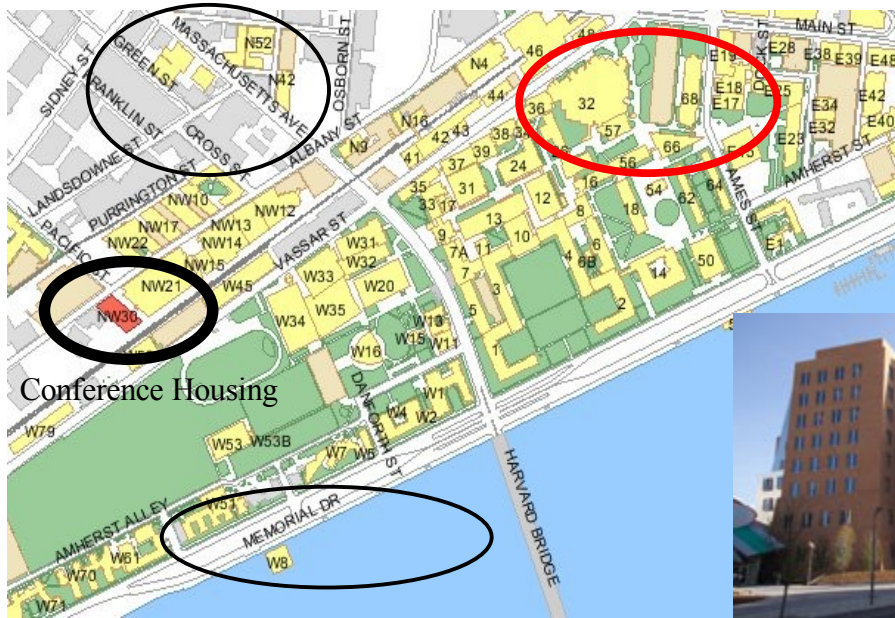 MASSACHUSETTS AVE
N52
MAIN ST
SIDNEY ST
GREEN ST
FRANKLIN ST
N42
OSBORN ST
N4
46
48
44
36
32
68
57
56
66
E19
E18
E17
E28
E38
E39
E48
E42
E40
E34
E32
E23
LANDSDOWNE ST
CROSS ST
ALBANY ST
PURRINGTON ST
PACIFIC ST
N16
N9
41
42
43
38
39
37
24
31
35
33
17
12
16
13
9
11
10
8
18
54
62
64
AMHERST ST
NW10
NW12
NW13
NW17
NW14
NW22
NW15
VASSAR ST
NW21
W45
NW30
W31
W32
W33
W20
W35
W34
7A
7
3
5
4
6
6B
14
50
E1
2
1
W13
W15
W11
W16
Conference Housing
DANFORTH ST
W1
W4
W2
W79
W53
W53B
W7
W5
AMHERST ALLEY
W51
MEMORIAL DR
HARVARD BRIDGE
W61
W8
W70
W71